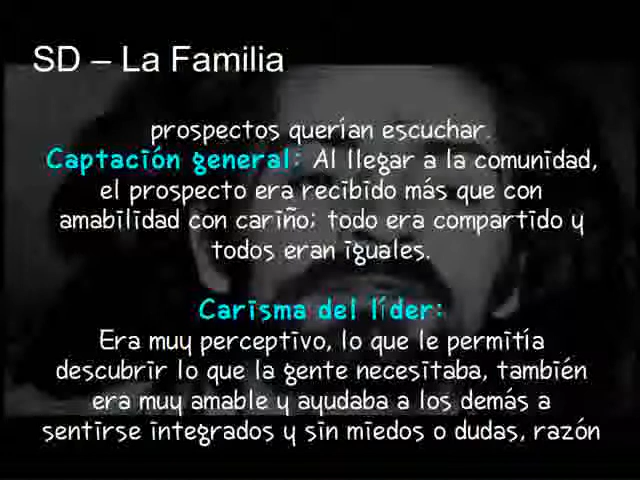 SD – La Familia
prospectos querían escuchar.
Captación general: Al llegar a la comunidad,
el prospecto era recibido más que con
amabilidad con cariño; todo era compartido y
todos eran iguales.
Carisma del líder:
Era muy perceptivo, lo que le permitía
descubrir lo que la gente necesitaba, también
era muy amable y ayudaba a los demás a
sentirse integrados y sin miedos o dudas, razón